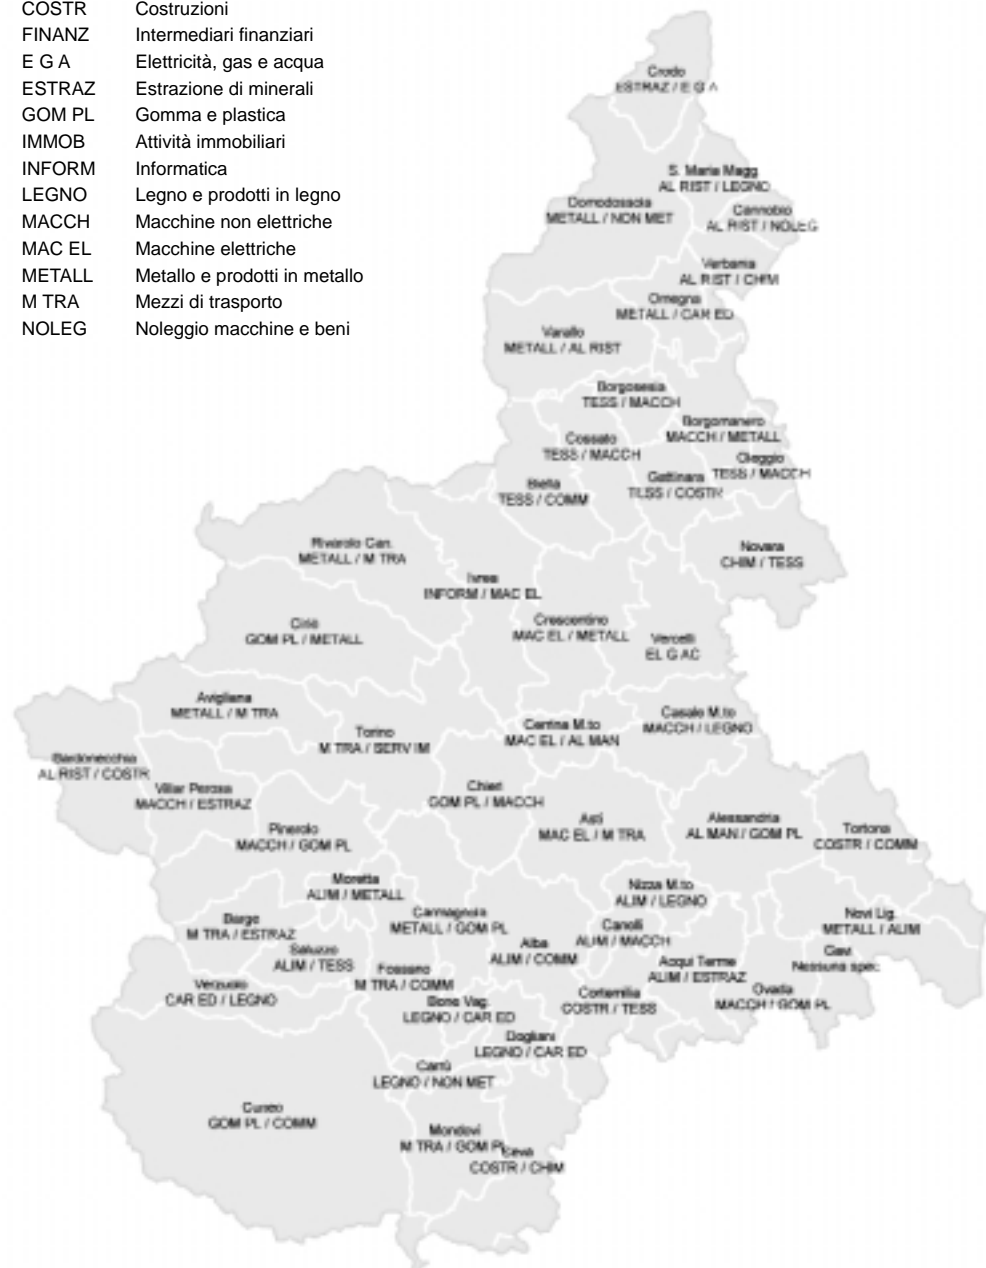 COSTR Costruzioni
FINANZ Intermediari finanziari
E G A Elettricità, gas e acqua
ESTRAZ Estrazione di minerali
GOM PL Gomma e plastica
IMMOB Attività immobiliari
INFORM Informatica
LEGNO Legno e prodotti in legno
MACCH Macchine non elettriche
MAC EL Macchine elettriche
METALL Metallo e prodotti in metallo
M TRA Mezzi di trasporto
NOLEG Noleggio macchine e beni
Crodo
ESTRAZ / E G A
S. Maria Magg
AL RIST / LEGNO
Domodossola
METALL / NON MET
Cannobio
AL RIST / NOLEG
Verbania
AL RIST / CHIM
Omegna
METALL / CAR ED
Varallo
METALL / AL RIST
Borgosesia
TESS / MACCH
Borgomanero
MACCH / METALL
Cossato
TESS / MACCH
Oleggio
TESS / MACCH
Gattinara
TESS / COSTR
Biella
TESS / COMM
Novara
CHIM / TESS
Rivarolo Can.
METALL / M TRA
Ivrea
INFORM / MAC EL
Ciriè
GOM PL / METALL
Crescentino
MAC EL / METALL
Vercelli
EL G AC
Avigliana
METALL / M TRA
Torino
M TRA / SERV IM
Cerrina M.to
MAC EL / AL MAN
Casale M.to
MACCH / LEGNO
Bardonecchia
AL RIST / COSTR
Villar Perosa
MACCH / ESTRAZ
Chieri
GOM PL / MACCH
Pinerolo
MACCH / GOM PL
Asti
MAC EL / M TRA
Alessandria
AL MAN / GOM PL
Tortona
COSTR / COMM
Moretta
ALIM / METALL
Nizza M.to
ALIM / LEGNO
Barge
M TRA / ESTRAZ
Carmagnola
METALL / GOM PL
Canelli
ALIM / MACCH
Novi Lig.
METALL / ALIM
Saluzzo
ALIM / TESS
Alba
ALIM / COMM
Acqui Terme
ALIM / ESTRAZ
Gavi
Nessuna spec.
Verzuolo
CAR ED / LEGNO
Fossano
M TRA / COMM
Cortemilia
COSTR / TESS
Ovada
MACCH / GOM PL
Bene Vag.
LEGNO / CAR ED
Dogliani
LEGNO / CAR ED
Carrù
LEGNO / NON MET
Cuneo
GOM PL / COMM
Mondovì
M TRA / GOM PL
Ceva
COSTR / CHIM